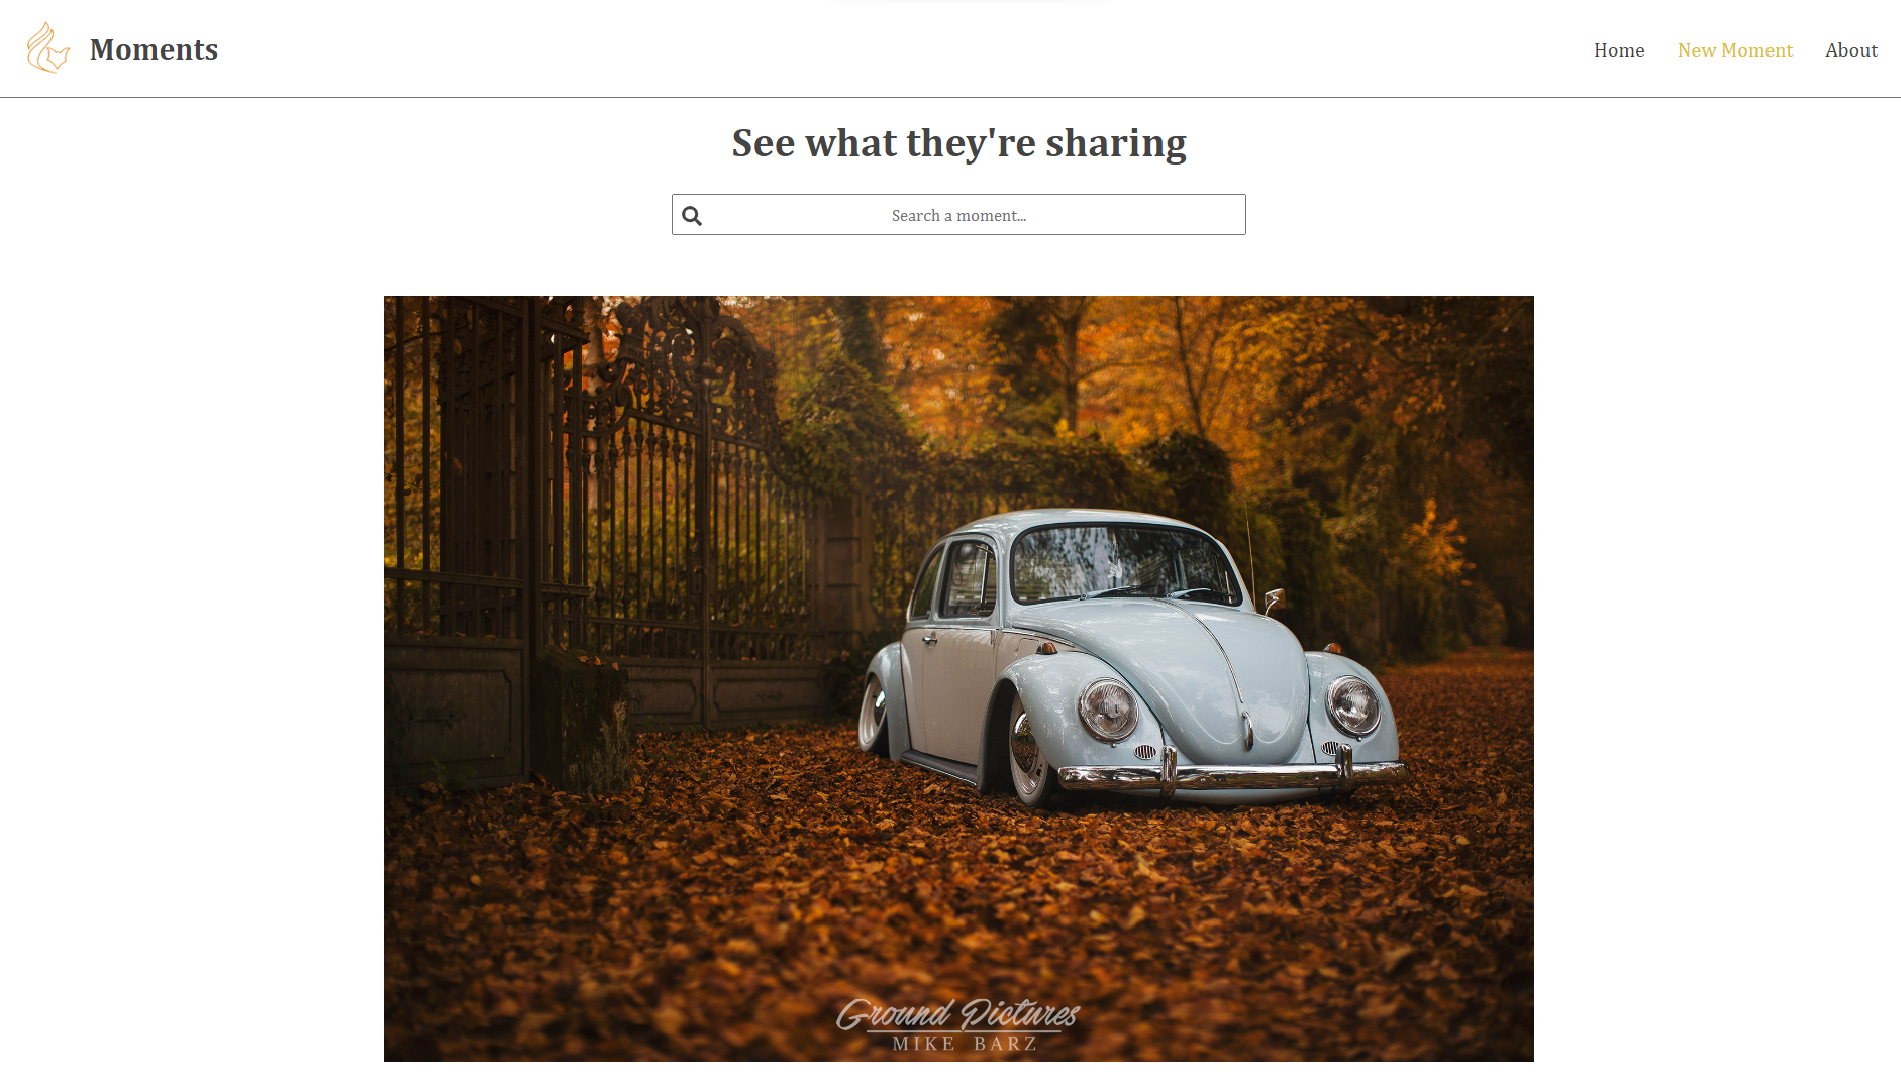 Moments
Home
New Moment
About
See what they're sharing
Search a moment...
Ground Pictures
MIKE BARZ